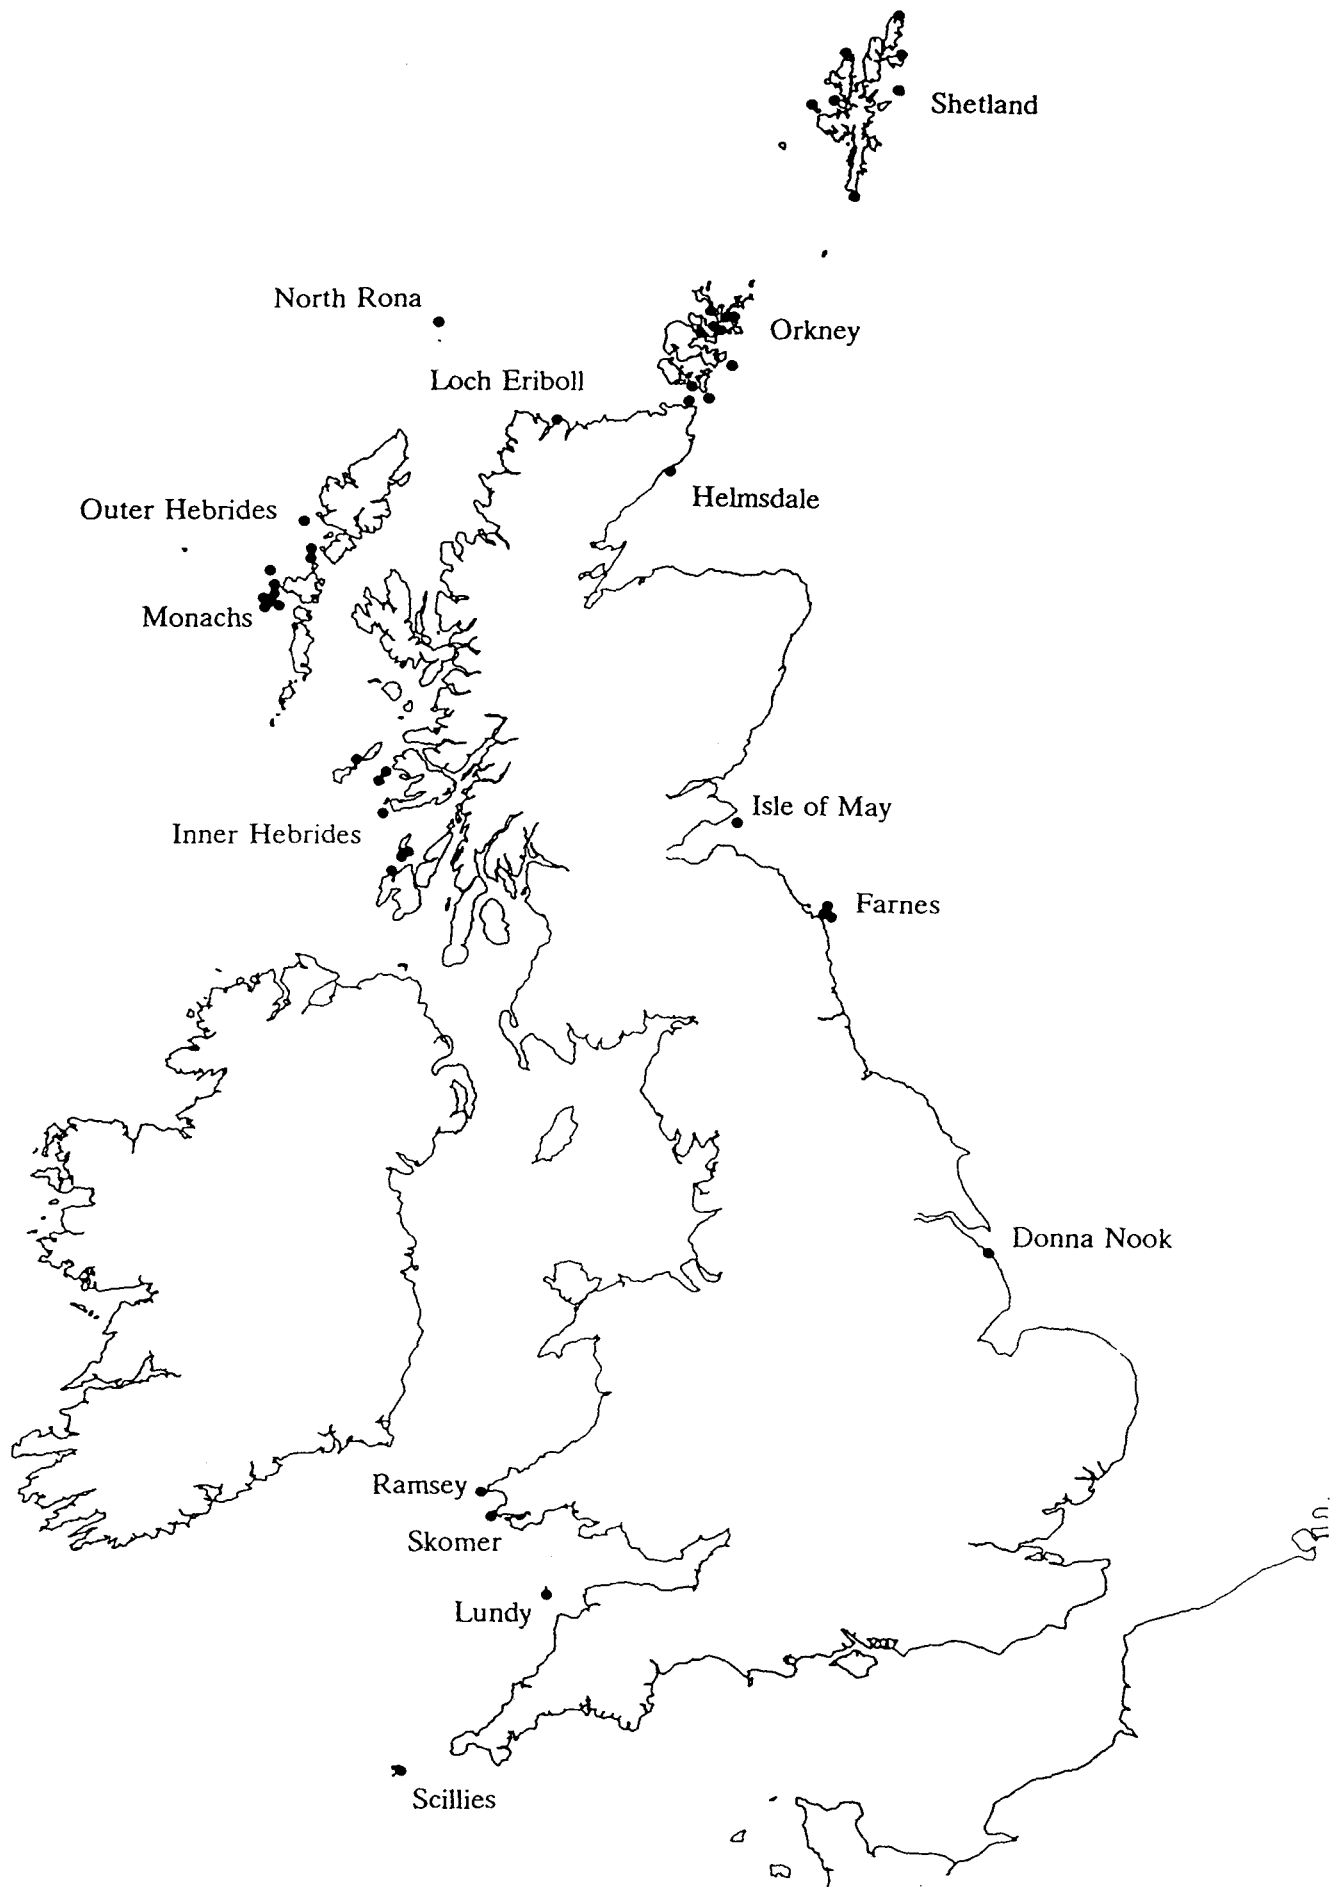 Shetland
North Rona
Orkney
Loch Eriboll
Helmsdale
Outer Hebrides
Monachs
Isle of May
Inner Hebrides
Farnes
Donna Nook
Ramsey
Skomer
Lundy
Scillies